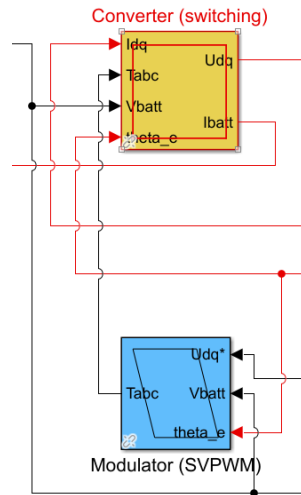 Converter (switching)
Idq
Udq
Tabc
Vbatt
Ibatt
theta_e
Udq*
Tabc
Vbatt
theta_e
Modulator (SVPWM)